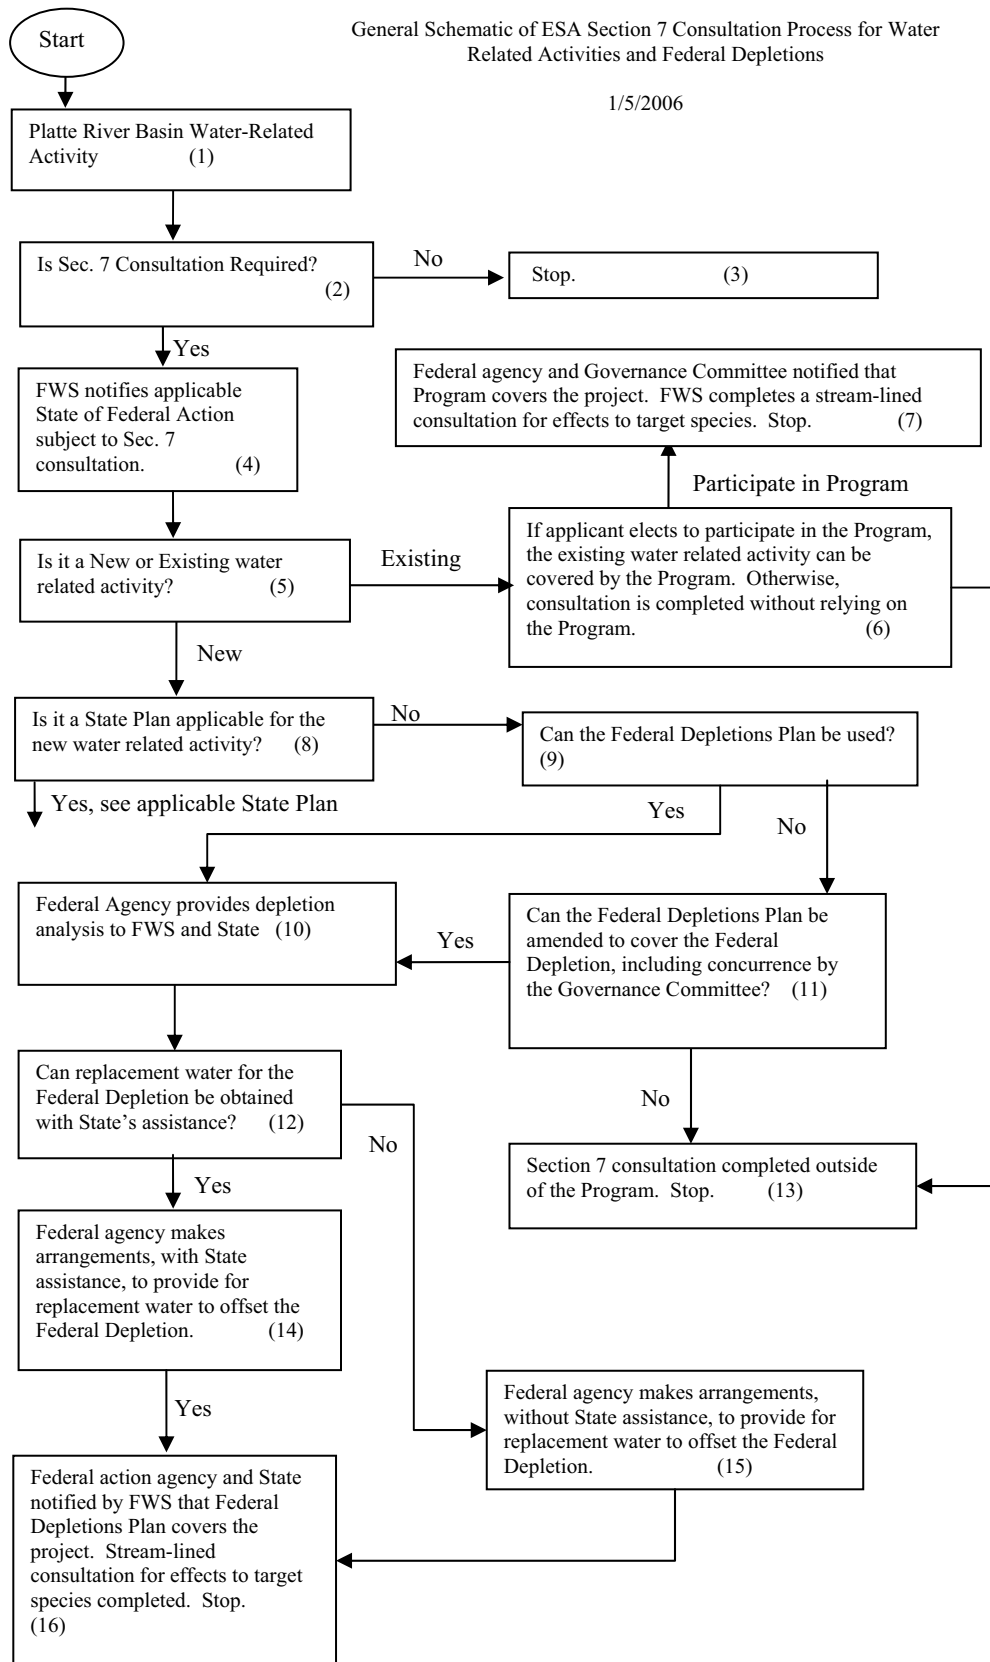 Start
General Schematic of ESA Section 7 Consultation Process for Water
Related Activities and Federal Depletions
1/5/2006
Platte River Basin Water-Related
Activity (1)
Is Sec. 7 Consultation Required?
(2)
No
Stop. (3)
Yes
FWS notifies applicable
State of Federal Action
subject to Sec. 7
consultation. (4)
Federal agency and Governance Committee notified that
Program covers the project. FWS completes a stream-lined
consultation for effects to target species. Stop. (7)
Participate in Program
Is it a New or Existing water
related activity? (5)
Existing
If applicant elects to participate in the Program,
the existing water related activity can be
covered by the Program. Otherwise,
consultation is completed without relying on
the Program. (6)
New
Is it a State Plan applicable for the
new water related activity? (8)
No
Can the Federal Depletions Plan be used?
(9)
Yes, see applicable State Plan
Yes
No
Federal Agency provides depletion
analysis to FWS and State (10)
Yes
Can the Federal Depletions Plan be
amended to cover the Federal
Depletion, including concurrence by
the Governance Committee? (11)
Can replacement water for the
Federal Depletion be obtained
with State's assistance? (12)
No
No
Section 7 consultation completed outside
of the Program. Stop. (13)
Yes
Federal agency makes
arrangements, with State
assistance, to provide for
replacement water to offset the
Federal Depletion. (14)
Yes
Federal agency makes arrangements,
without State assistance, to provide for
replacement water to offset the Federal
Depletion. (15)
Federal action agency and State
notified by FWS that Federal
Depletions Plan covers the
project. Stream-lined
consultation for effects to target
species completed. Stop.
(16)